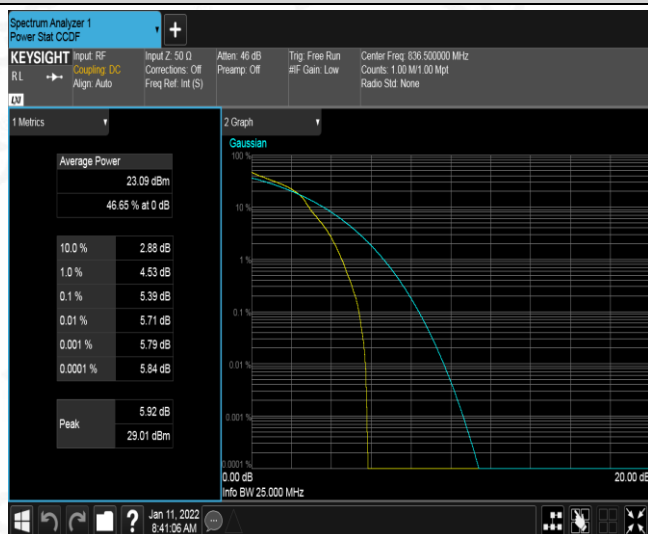 Spectrum Analyzer 1
Power Stat CCDF
+
KEYSIGHT
RL
LXI
Input: RF
Coupling: DC
Align: Auto
Input Z: 50 Ω
Corrections: Off
Freq Ref: Int (S)
Atten: 46 dB
Preamp: Off
Trig: Free Run
#IF Gain: Low
Center Freq: 836.500000 MHz
Counts: 1.00 M/1.00 Mpt
Radio Std: None
1 Metrics
Average Power
23.09 dBm
46.65 % at 0 dB
10.0 % 2.88 dB
1.0 % 4.53 dB
0.1 % 5.39 dB
0.01 % 5.71 dB
0.001 % 5.79 dB
0.0001 % 5.84 dB
Peak
5.92 dB
29.01 dBm
2 Graph
Gaussian
100 %
10 %
1 %
0.1 %
0.01 %
0.001 %
0.0001 %
0.00 dB 20.00 dB
Info BW 25.000 MHz
?
Jan 11, 2022
8:41:06 AM